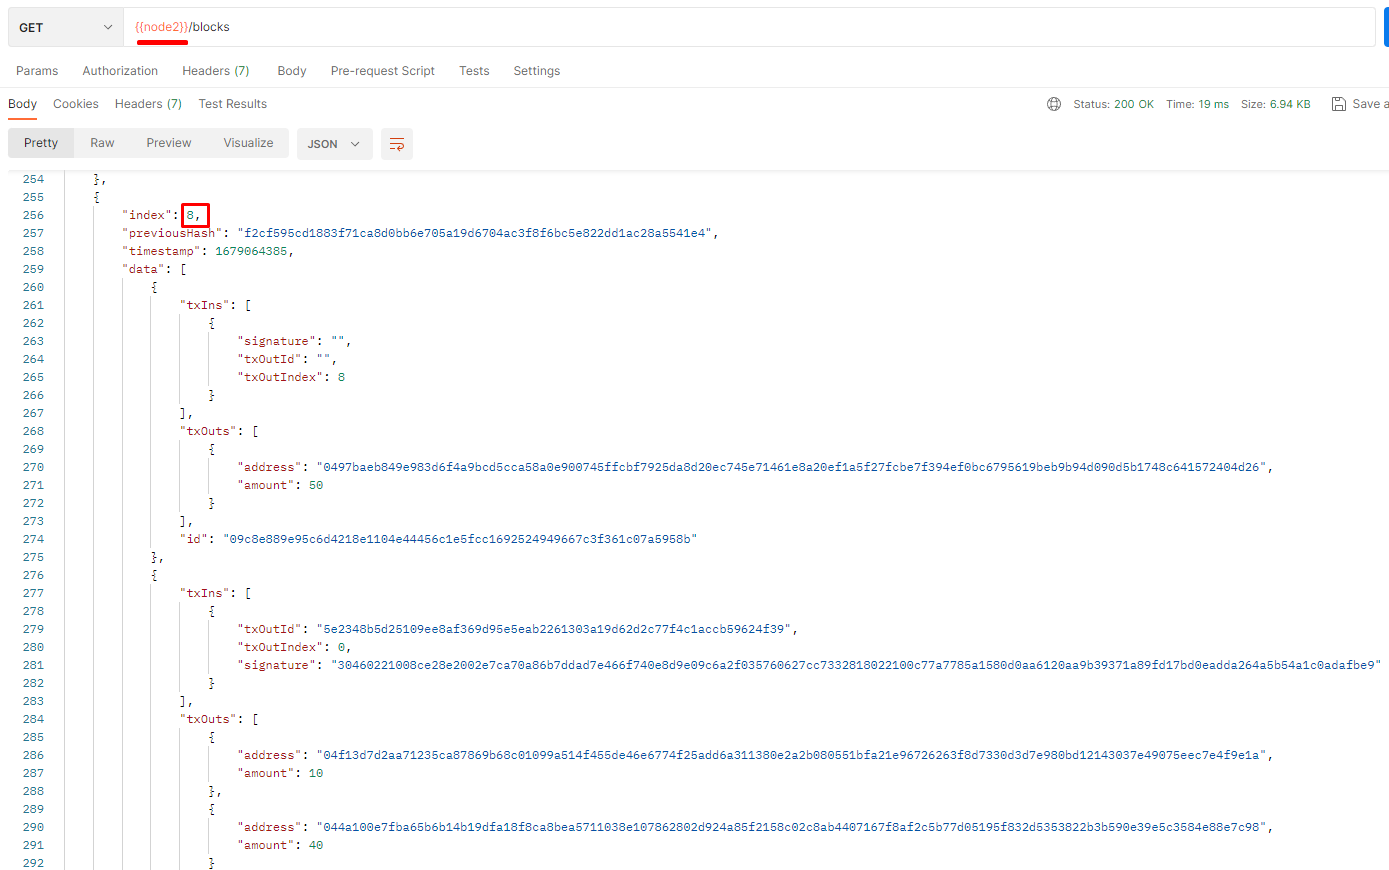 GET {{node2}}/blocks
Params Authorization Headers (7) Body Pre-request Script Tests Settings
Body Cookies Headers (7) Test Results Status: 200 OK Time: 19 ms Size: 6.94 KB Save a
Pretty Raw Preview Visualize JSON
254 },
255 {
256 "index": 8,
257 "previousHash": "f2cf595cd1883f71ca8d0bb6e705a19d6704ac3f8f6bc5e822dd1ac28a5541e4",
258 "timestamp": 1679064385,
259 "data": [
260 {
261 "txIns": [
262 {
263 "signature": "",
264 "txOutId": "",
265 "txOutIndex": 8
266 }
267 ],
268 "txOuts": [
269 {
270 "address": "0497baeb849e983d6f4a9bcd5cca58a0e900745ffcbf7925da8d20ec745e71461e8a20ef1a5f27fcbe7f394ef0bc6795619beb9b94d090d5b1748c641572404d26",
271 "amount": 50
272 }
273 ],
274 "id": "09c8e889e95c6d4218e1104e44456c1e5fcc1692524949667c3f361c07a5958b"
275 },
276 {
277 "txIns": [
278 {
279 "txOutId": "5e2348b5d25109ee8af369d95e5eab2261303a19d62d2c77f4c1accb59624f39",
280 "txOutIndex": 0,
281 "signature": "30460221008ce28e2002e7ca70a86b7ddad7e466f740e8d9e09c6a2f035760627cc7332818022100c77a7785a1580d0aa6120aa9b39371a89fd17bd0eadda264a5b54a1c0adafbe9"
282 }
283 ],
284 "txOuts": [
285 {
286 "address": "04f13d7d2aa71235ca87869b68c01099a514f455de46e6774f25add6a311380e2a2b080551bfa21e96726263f8d7330d3d7e980bd12143037e49075eec7e4f9e1a",
287 "amount": 10
288 },
289 {
290 "address": "044a100e7fba65b6b14b19dfa18f8ca8bea5711038e107862802d924a85f2158c02c8ab4407167f8af2c5b77d05195f832d5353822b3b590e39e5c3584e88e7c98",
291 "amount": 40
292 }